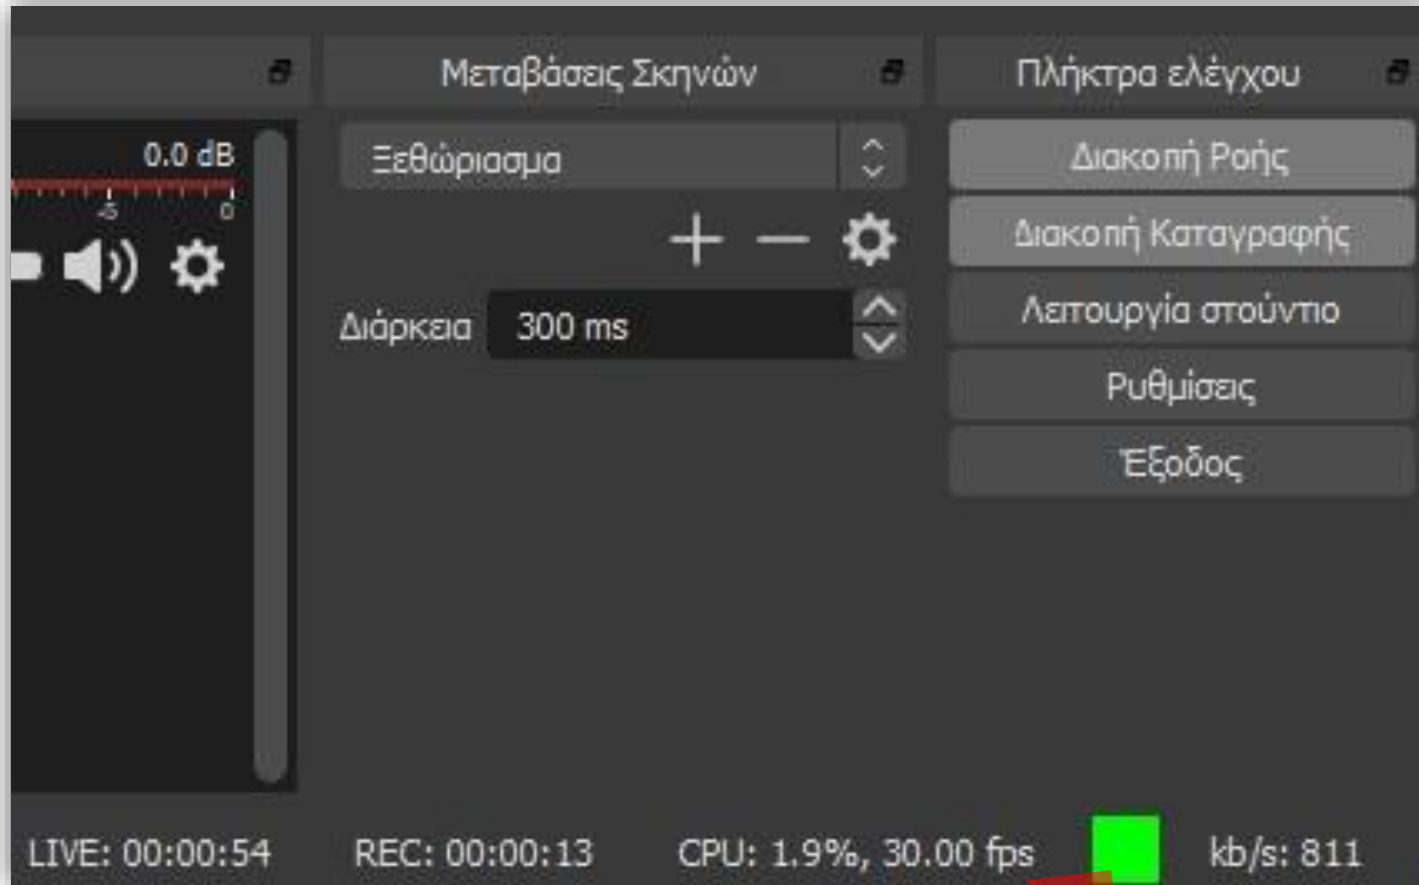 Μεταβάσεις Σκηνών
Πλήκτρα ελέγχου
0.0 dB
-5 0
Ξεθώριασμα
Διάρκεια 300 ms
Διακοπή Ροής
Διακοπή Καταγραφής
Λειτουργία στούντιο
Ρυθμίσεις
Έξοδος
LIVE: 00:00:54 REC: 00:00:13 CPU: 1.9%, 30.00 fps kb/s: 811